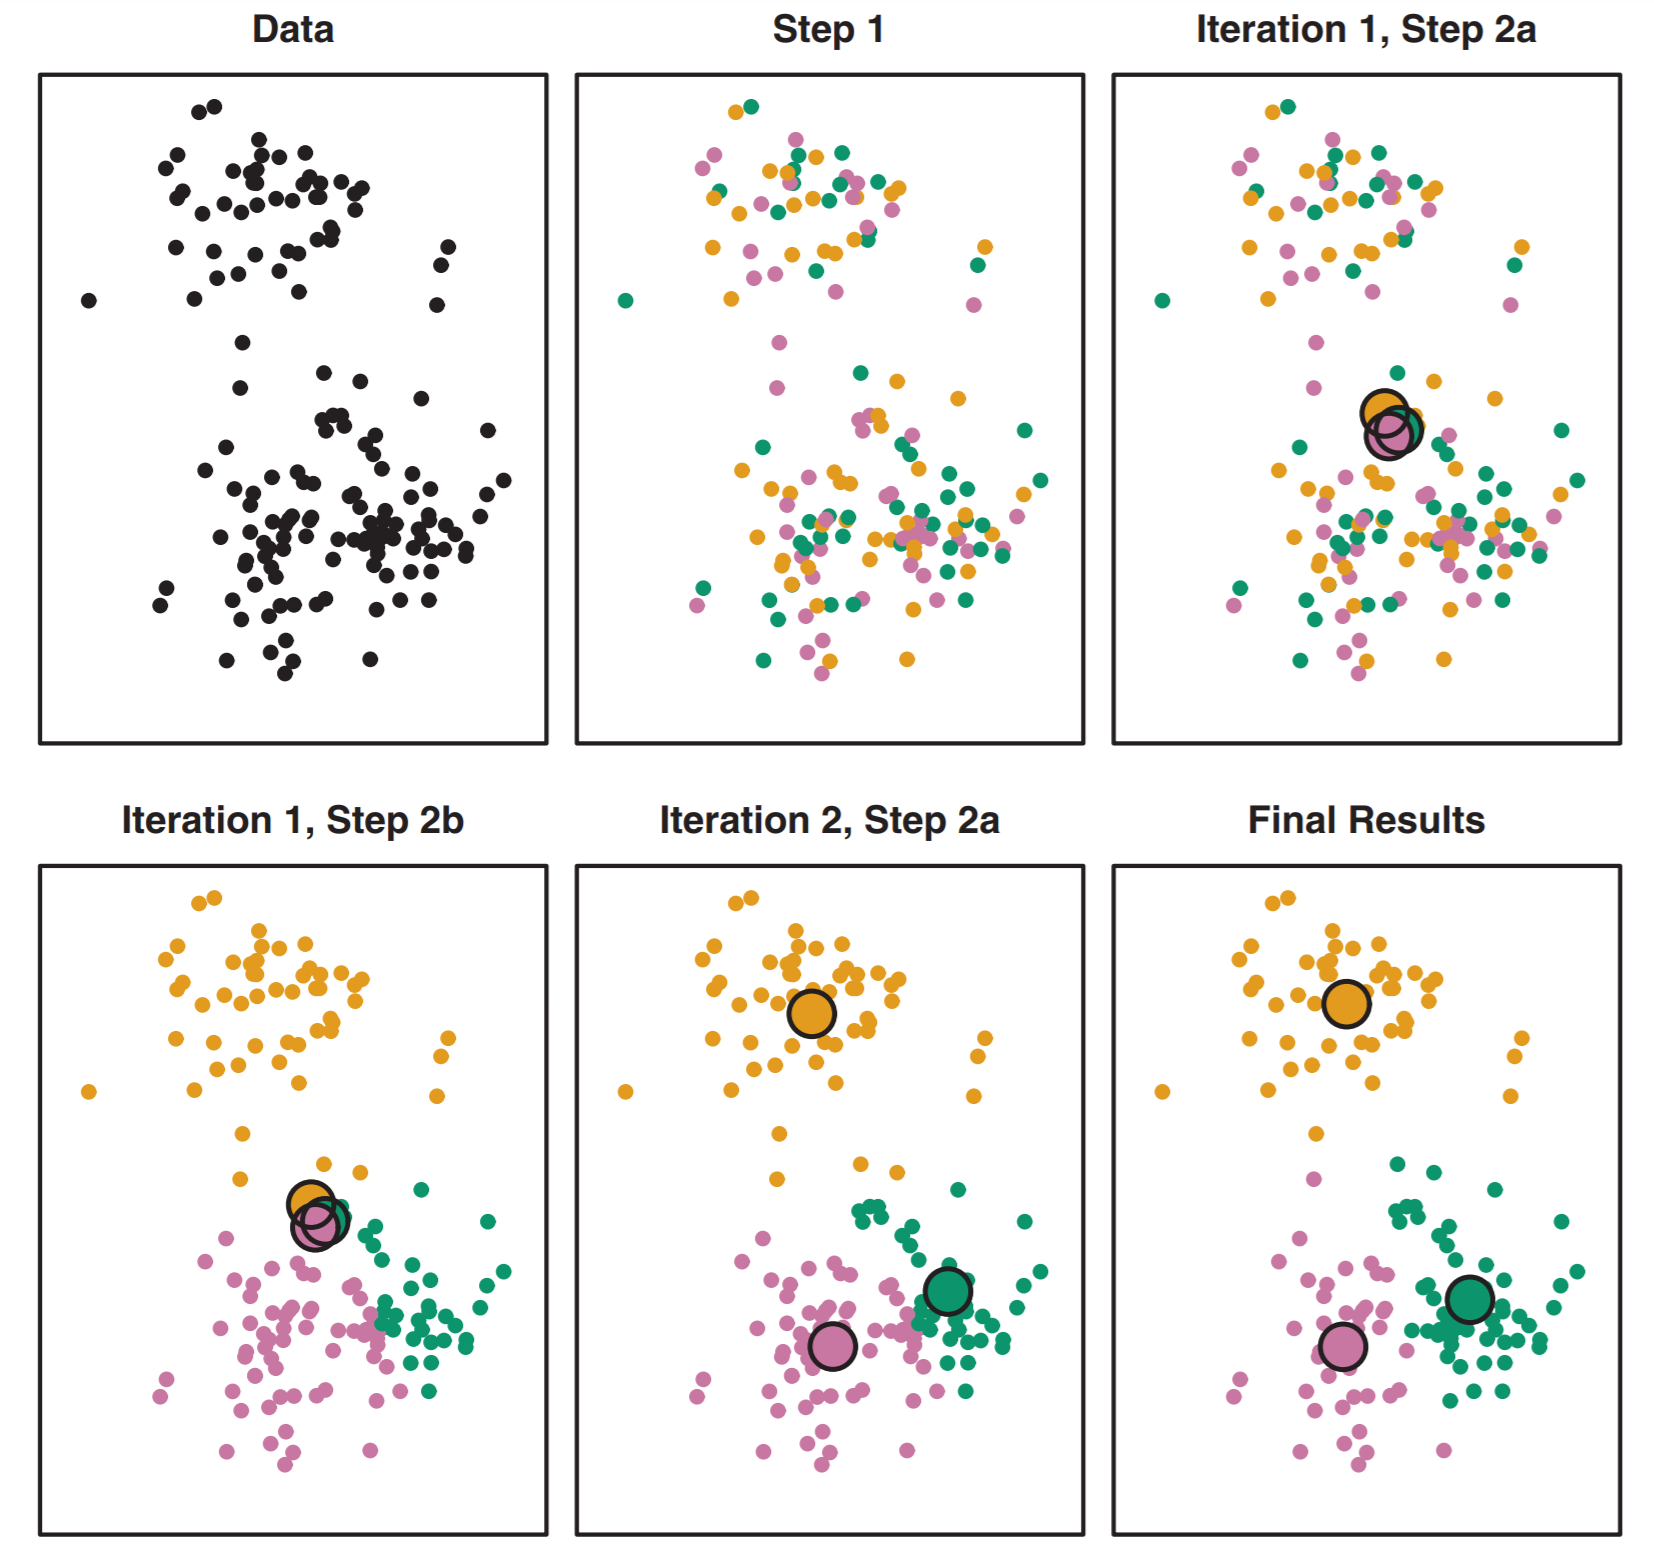 Data
Step 1
Iteration 1, Step 2a
Iteration 1, Step 2b
Iteration 2, Step 2a
Final Results